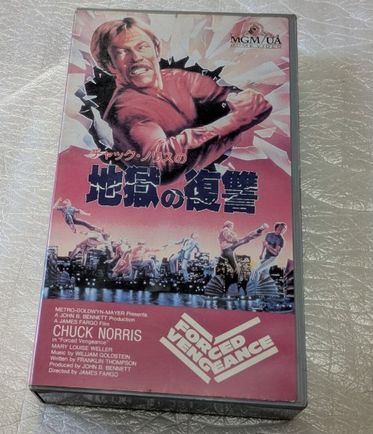 MGM/UA
HOME VIDEO
チャック・ノリスの
地獄の復讐
METRO-GOLDWYN-MAYER Presents
A JOHN B. BENNETT Production
A JAMES FARGO Film
CHUCK NORRIS
in "Forced Vengeance"
MARY LOUISE WELLER
Music by WILLIAM GOLDSTEIN
Written by FRANKLIN THOMPSON
Produced by JOHN B. BENNETT
Directed by JAMES FARGO
FORCED
VENGEANCE